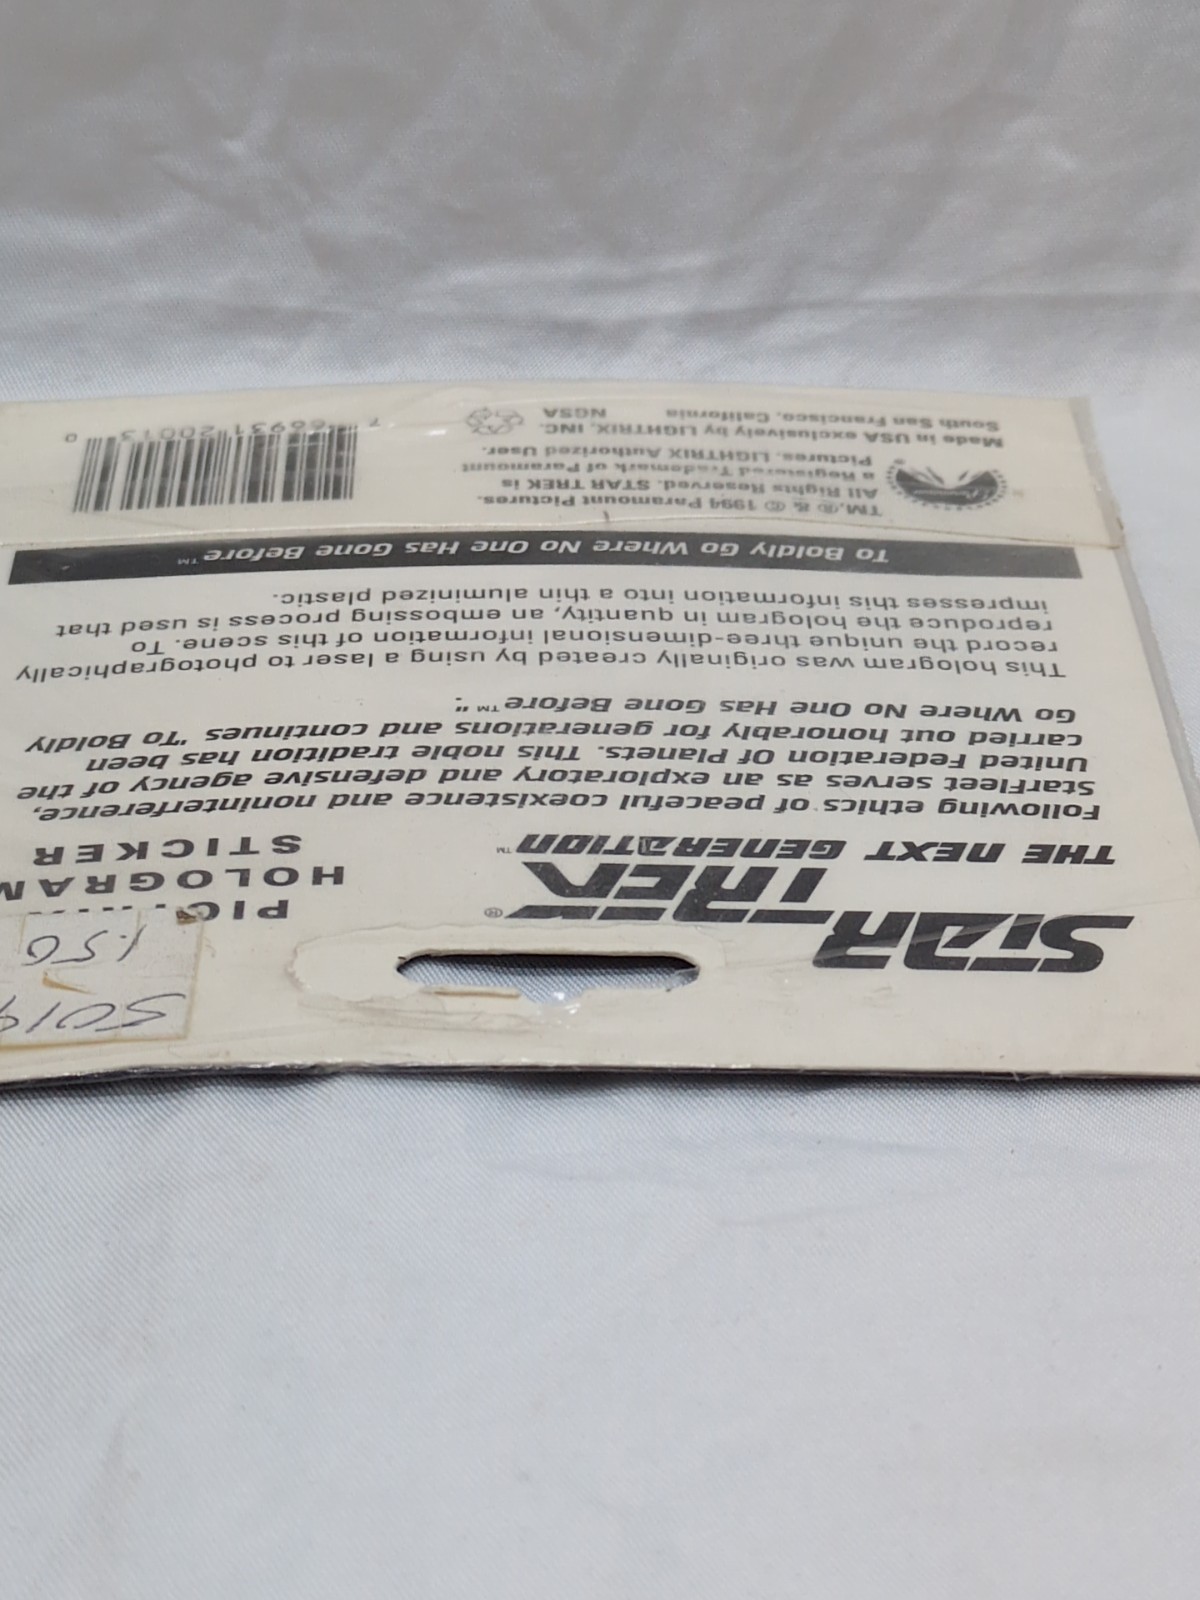 1.50
STAR TREK®
THE NEXT GENERATION™
HOLOGRAM
STICKER
Following ethics of peaceful coexistence and noninterference,
StarFleet serves as an exploratory and defensive agency of the
United Federation Of Planets. This noble tradition has been
carried out honorably for generations and continues "To Boldly
Go Where No One Has Gone Before™".
This hologram was originally created by using a laser to photographically
record the unique three-dimensional information of this scene. To
reproduce the hologram in quantity, an embossing process is used that
impresses this information into a thin aluminized plastic.
To Boldly Go Where No One Has Gone Before™
TM,® & © 1994 Paramount Pictures.
All Rights Reserved. STAR TREK is
a Registered Trademark of Paramount
Pictures. LIGHTRIX Authorized User.
Made in USA exclusively by LIGHTRIX, INC.
South San Francisco, California NGSA